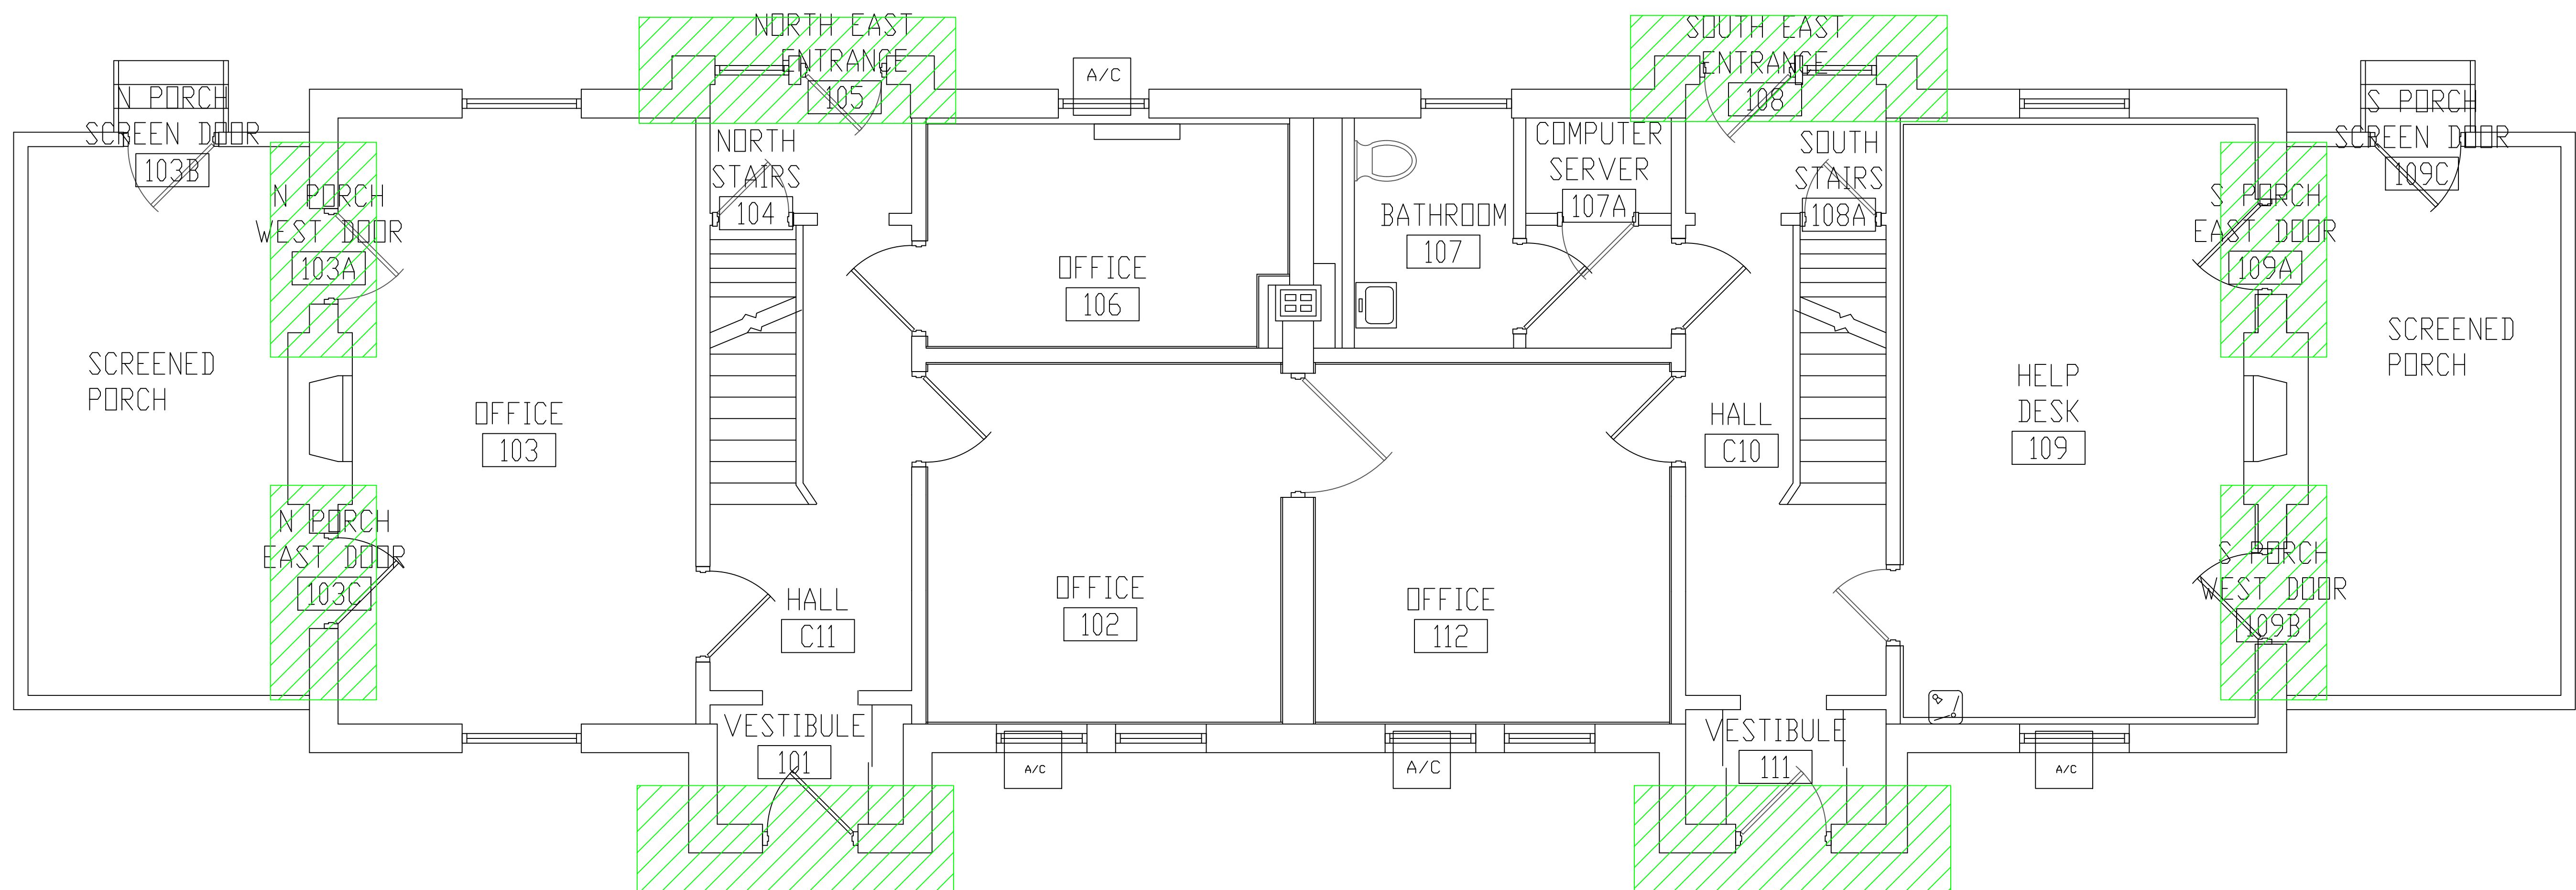 NORTH EAST
ENTRANCE
105
SOUTH EAST
ENTRANCE
108
A/C
N PORCH
SCREEN DOOR
103B
S PORCH
SCREEN DOOR
109C
NORTH
STAIRS
104
COMPUTER
SERVER
107A
SOUTH
STAIRS
108A
N PORCH
WEST DOOR
103A
BATHROOM
107
S PORCH
EAST DOOR
109A
OFFICE
106
SCREENED
PORCH
OFFICE
103
HALL
C10
HELP
DESK
109
SCREENED
PORCH
N PORCH
EAST DOOR
103C
HALL
C11
OFFICE
102
OFFICE
112
S PORCH
WEST DOOR
109B
VESTIBULE
101
VESTIBULE
111
A/C
A/C
A/C